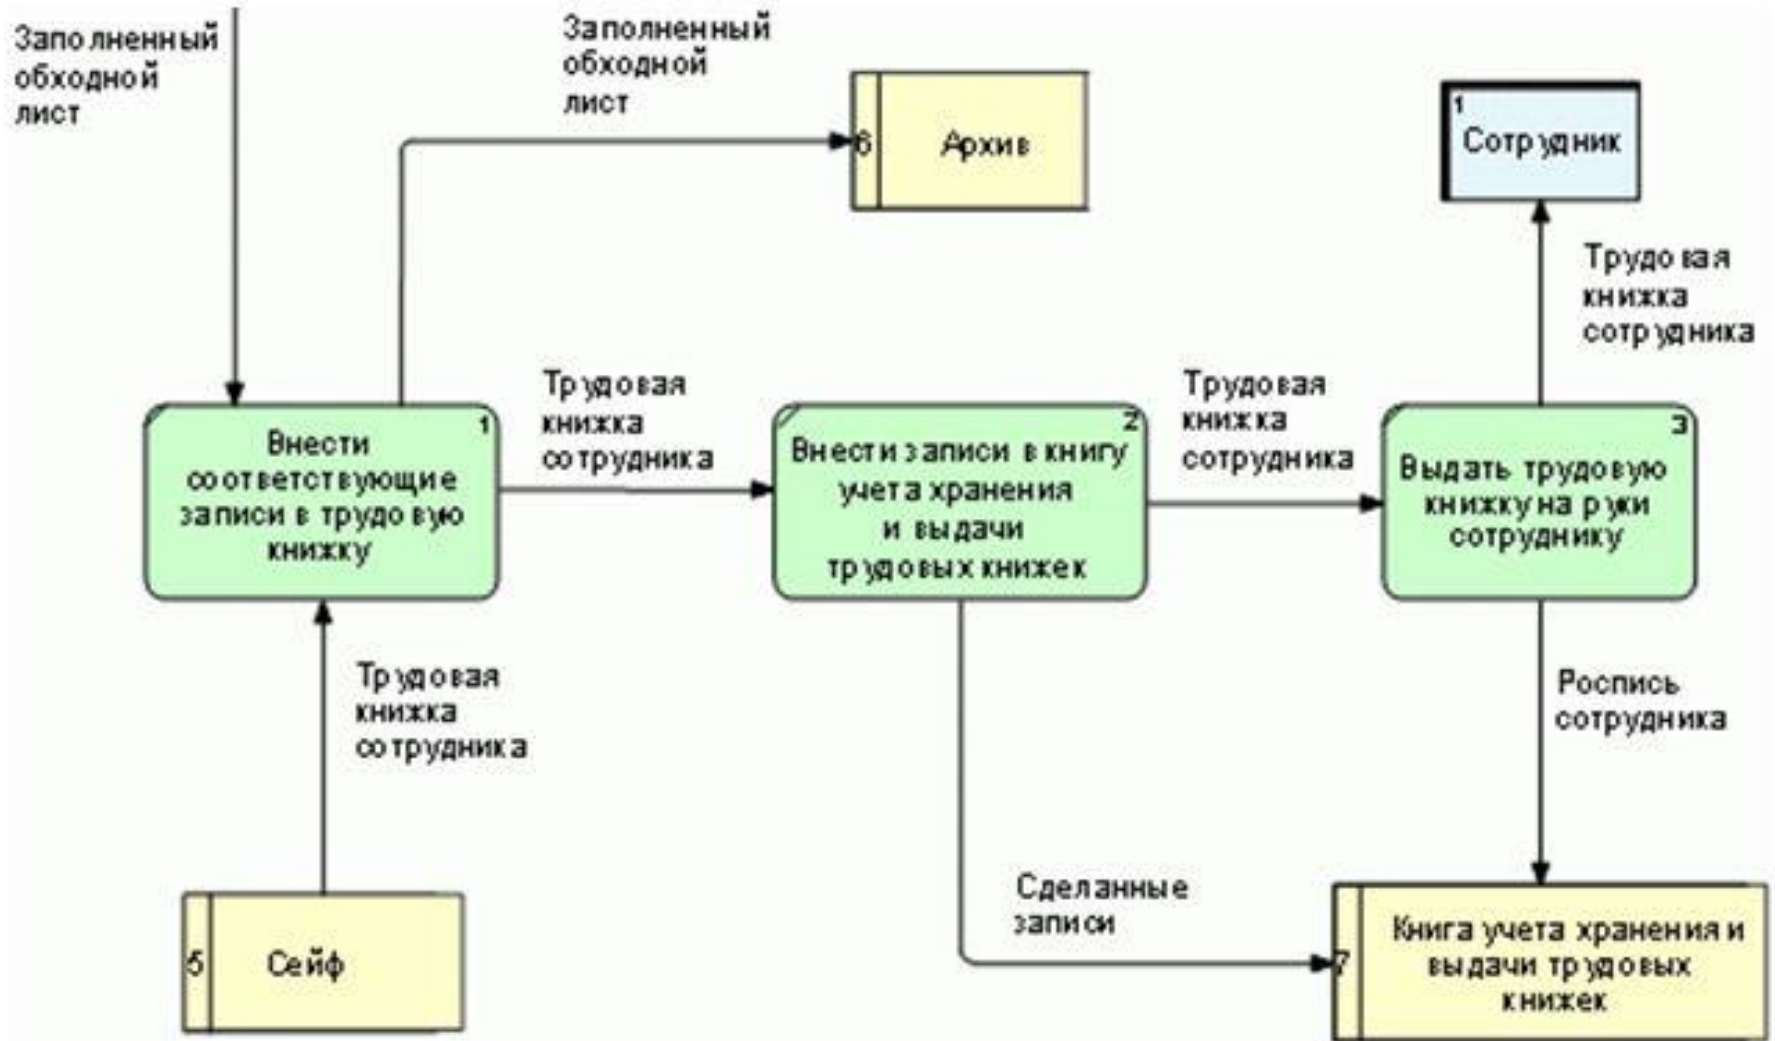 Заполненный
обходной
лист
Заполненный
обходной
лист
6
Архив
1
Сотрудник
Трудовая
книжка
сотрудника
1
Внести
соответствующие
записи в трудовую
книжку
Трудовая
книжка
сотрудника
2
Внести записи в книгу
учета хранения
и выдачи
трудовых книжек
Трудовая
книжка
сотрудника
3
Выдать трудовую
книжку на руки
сотруднику
Трудовая
книжка
сотрудника
Роспись
сотрудника
5
Сейф
Сделанные
записи
7
Книга учета хранения и
выдачи трудовых
книжек